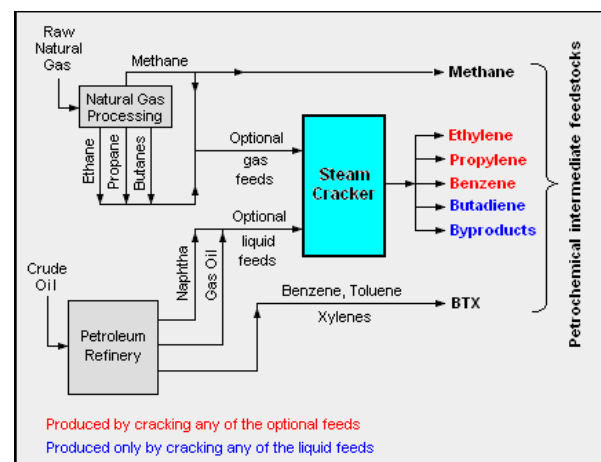 Raw
Natural
Gas
Methane
Methane
Natural Gas
Processing
Ethane
Propane
Butanes
Optional
gas
feeds
Steam
Cracker
Ethylene
Propylene
Benzene
Butadiene
Byproducts
Optional
liquid
feeds
Naphtha
Gas Oil
Crude
Oil
Petroleum
Refinery
Benzene, Toluene
Xylenes
BTX
Petrochemical intermediate feedstocks
Produced by cracking any of the optional feeds
Produced only by cracking any of the liquid feeds